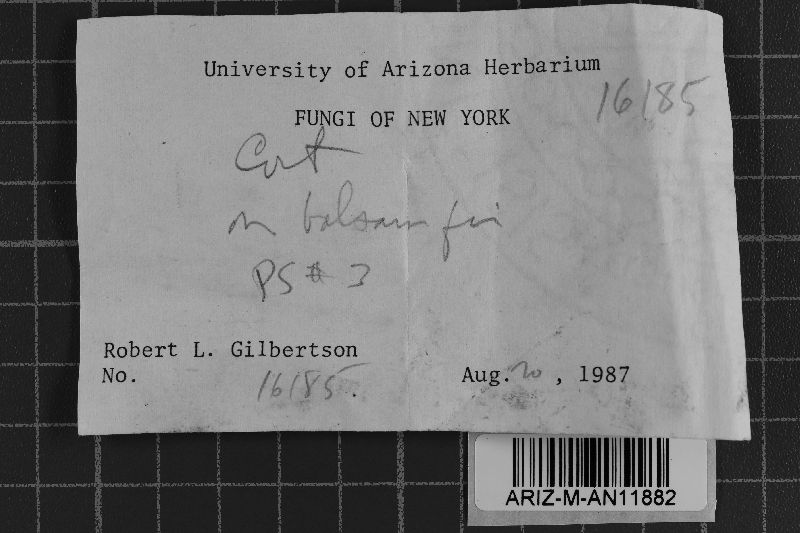 University of Arizona Herbarium
16185
FUNGI OF NEW YORK
Cort
on balsam fir
PS # 3
Robert L. Gilbertson
No. 16185.
Aug. 20, 1987
ARIZ-M-AN11882